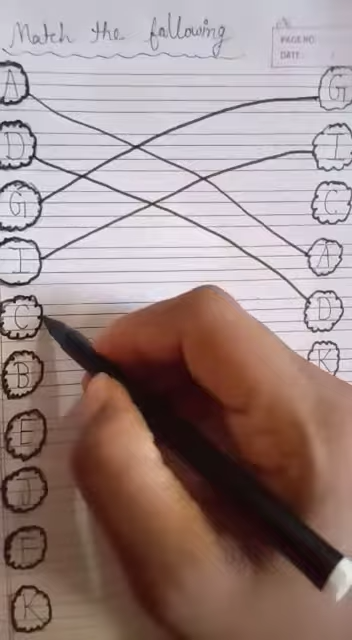 Match the following
PAGE NO.
DATE:
A G
D I
G C
I A
C D
B K
E
J
F
K